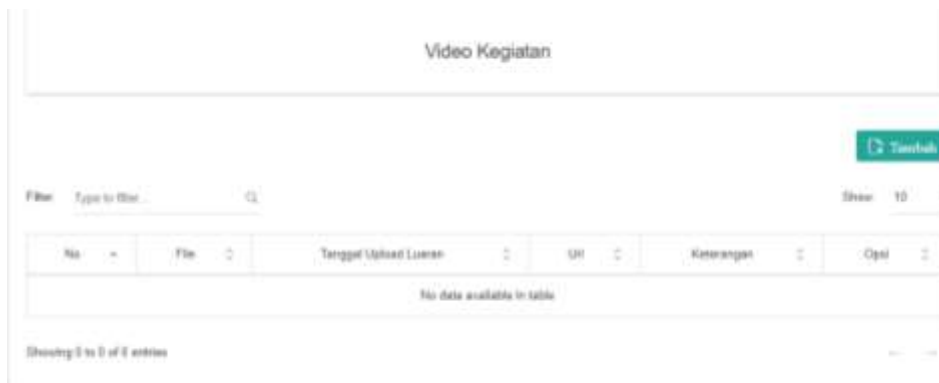 Video Kegiatan
Tambah
Filter: Type to filter... Show: 10
No File Tanggal Upload Luaran Url Keterangan Opsi
No data available in table
Showing 0 to 0 of 0 entries
← →